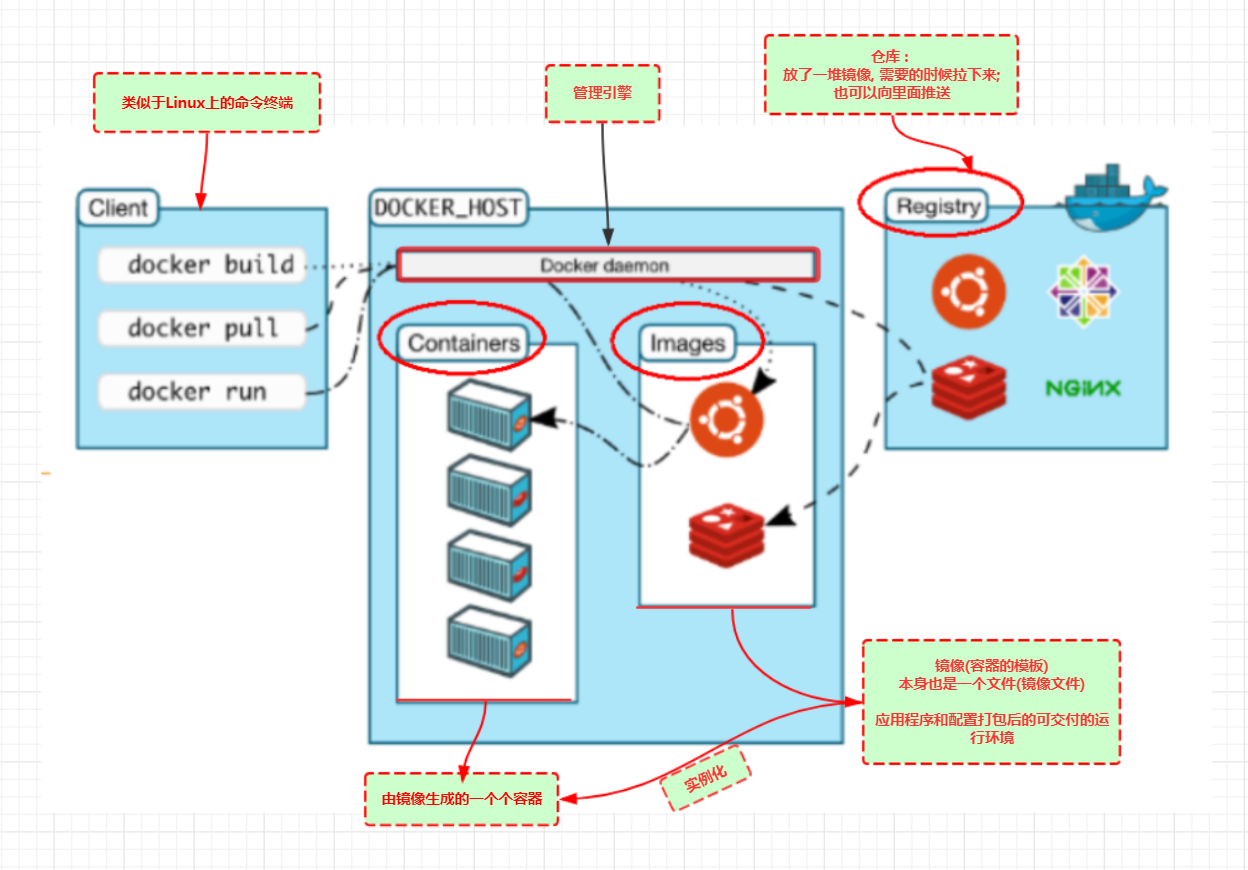 仓库：
放了一堆镜像, 需要的时候拉下来;
也可以向里面推送
管理引擎
类似于Linux上的命令终端
Client
DOCKER_HOST
Registry
docker build
Docker daemon
docker pull
Containers
Images
docker run
NGINX
镜像(容器的模板)
本身也是一个文件(镜像文件)
应用程序和配置打包后的可交付的运
行环境
实例化
由镜像生成的一个个容器